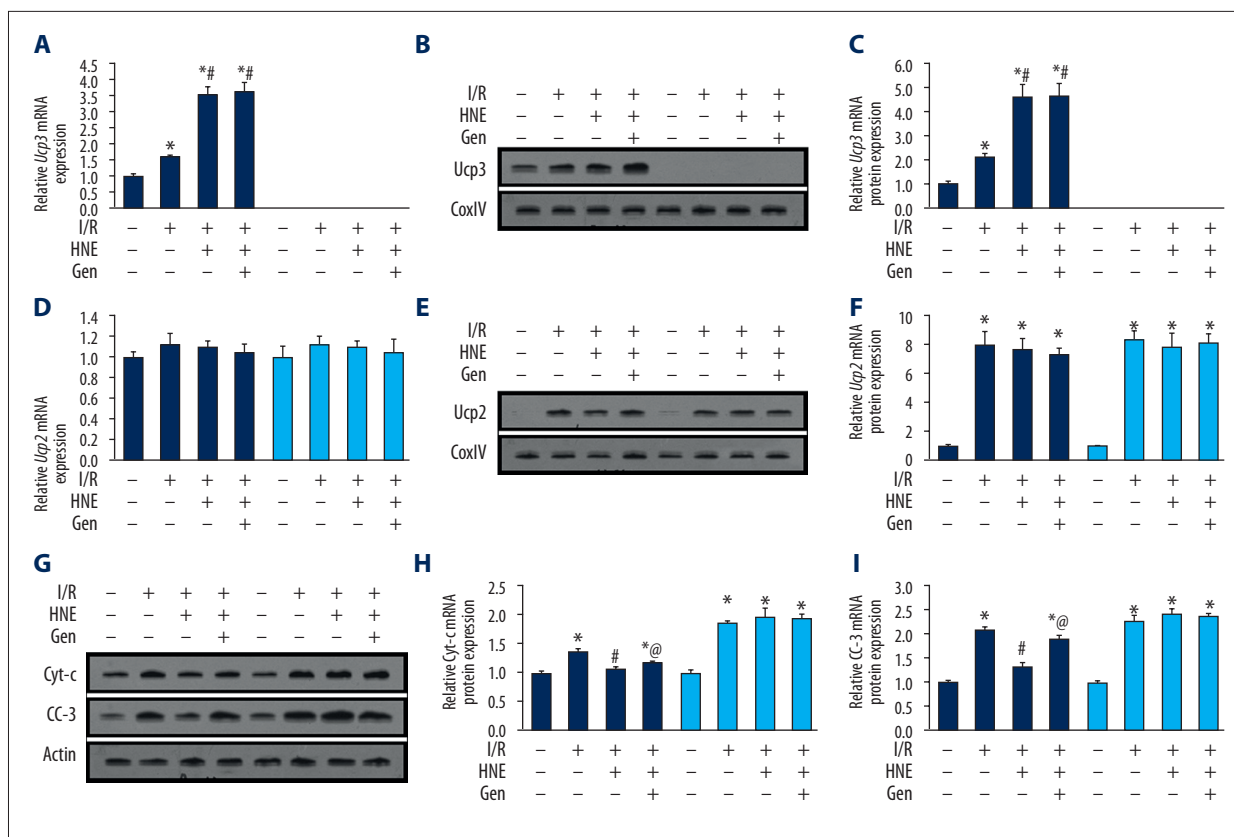 A
Relative Ucp3 mRNA
expression
4.5
4.0
3.5
3.0
2.5
2.0
1.5
1.0
0.5
0.0
*
*#
*#
I/R – + + + – + + +
HNE – – + + – – + +
Gen – – – + – – – +
B
I/R – + + + – + + +
HNE – – + + – – + +
Gen – – – + – – – +
Ucp3
CoxIV
C
Relative Ucp3 mRNA
protein expression
6.0
5.0
4.0
3.0
2.0
1.0
0.0
*
*#
*#
I/R – + + + – + + +
HNE – – + + – – + +
Gen – – – + – – – +
D
Relative Ucp2 mRNA
expression
1.4
1.2
1.0
0.8
0.6
0.4
0.2
0.0
I/R – + + + – + + +
HNE – – + + – – + +
Gen – – – + – – – +
E
I/R – + + + – + + +
HNE – – + + – – + +
Gen – – – + – – – +
Ucp2
CoxIV
F
Relative Ucp2 mRNA
protein expression
10
8
6
4
2
0
* * * * * *
I/R – + + + – + + +
HNE – – + + – – + +
Gen – – – + – – – +
G
I/R – + + + – + + +
HNE – – + + – – + +
Gen – – – + – – – +
Cyt-c
CC-3
Actin
H
Relative Cyt-c mRNA
protein expression
2.5
2.0
1.5
1.0
0.5
0.0
* # *@ * * *
I/R – + + + – + + +
HNE – – + + – – + +
Gen – – – + – – – +
I
Relative CC-3 mRNA
protein expression
3.0
2.5
2.0
1.5
1.0
0.5
0.0
* # *@ * * *
I/R – + + + – + + +
HNE – – + + – – + +
Gen – – – + – – – +